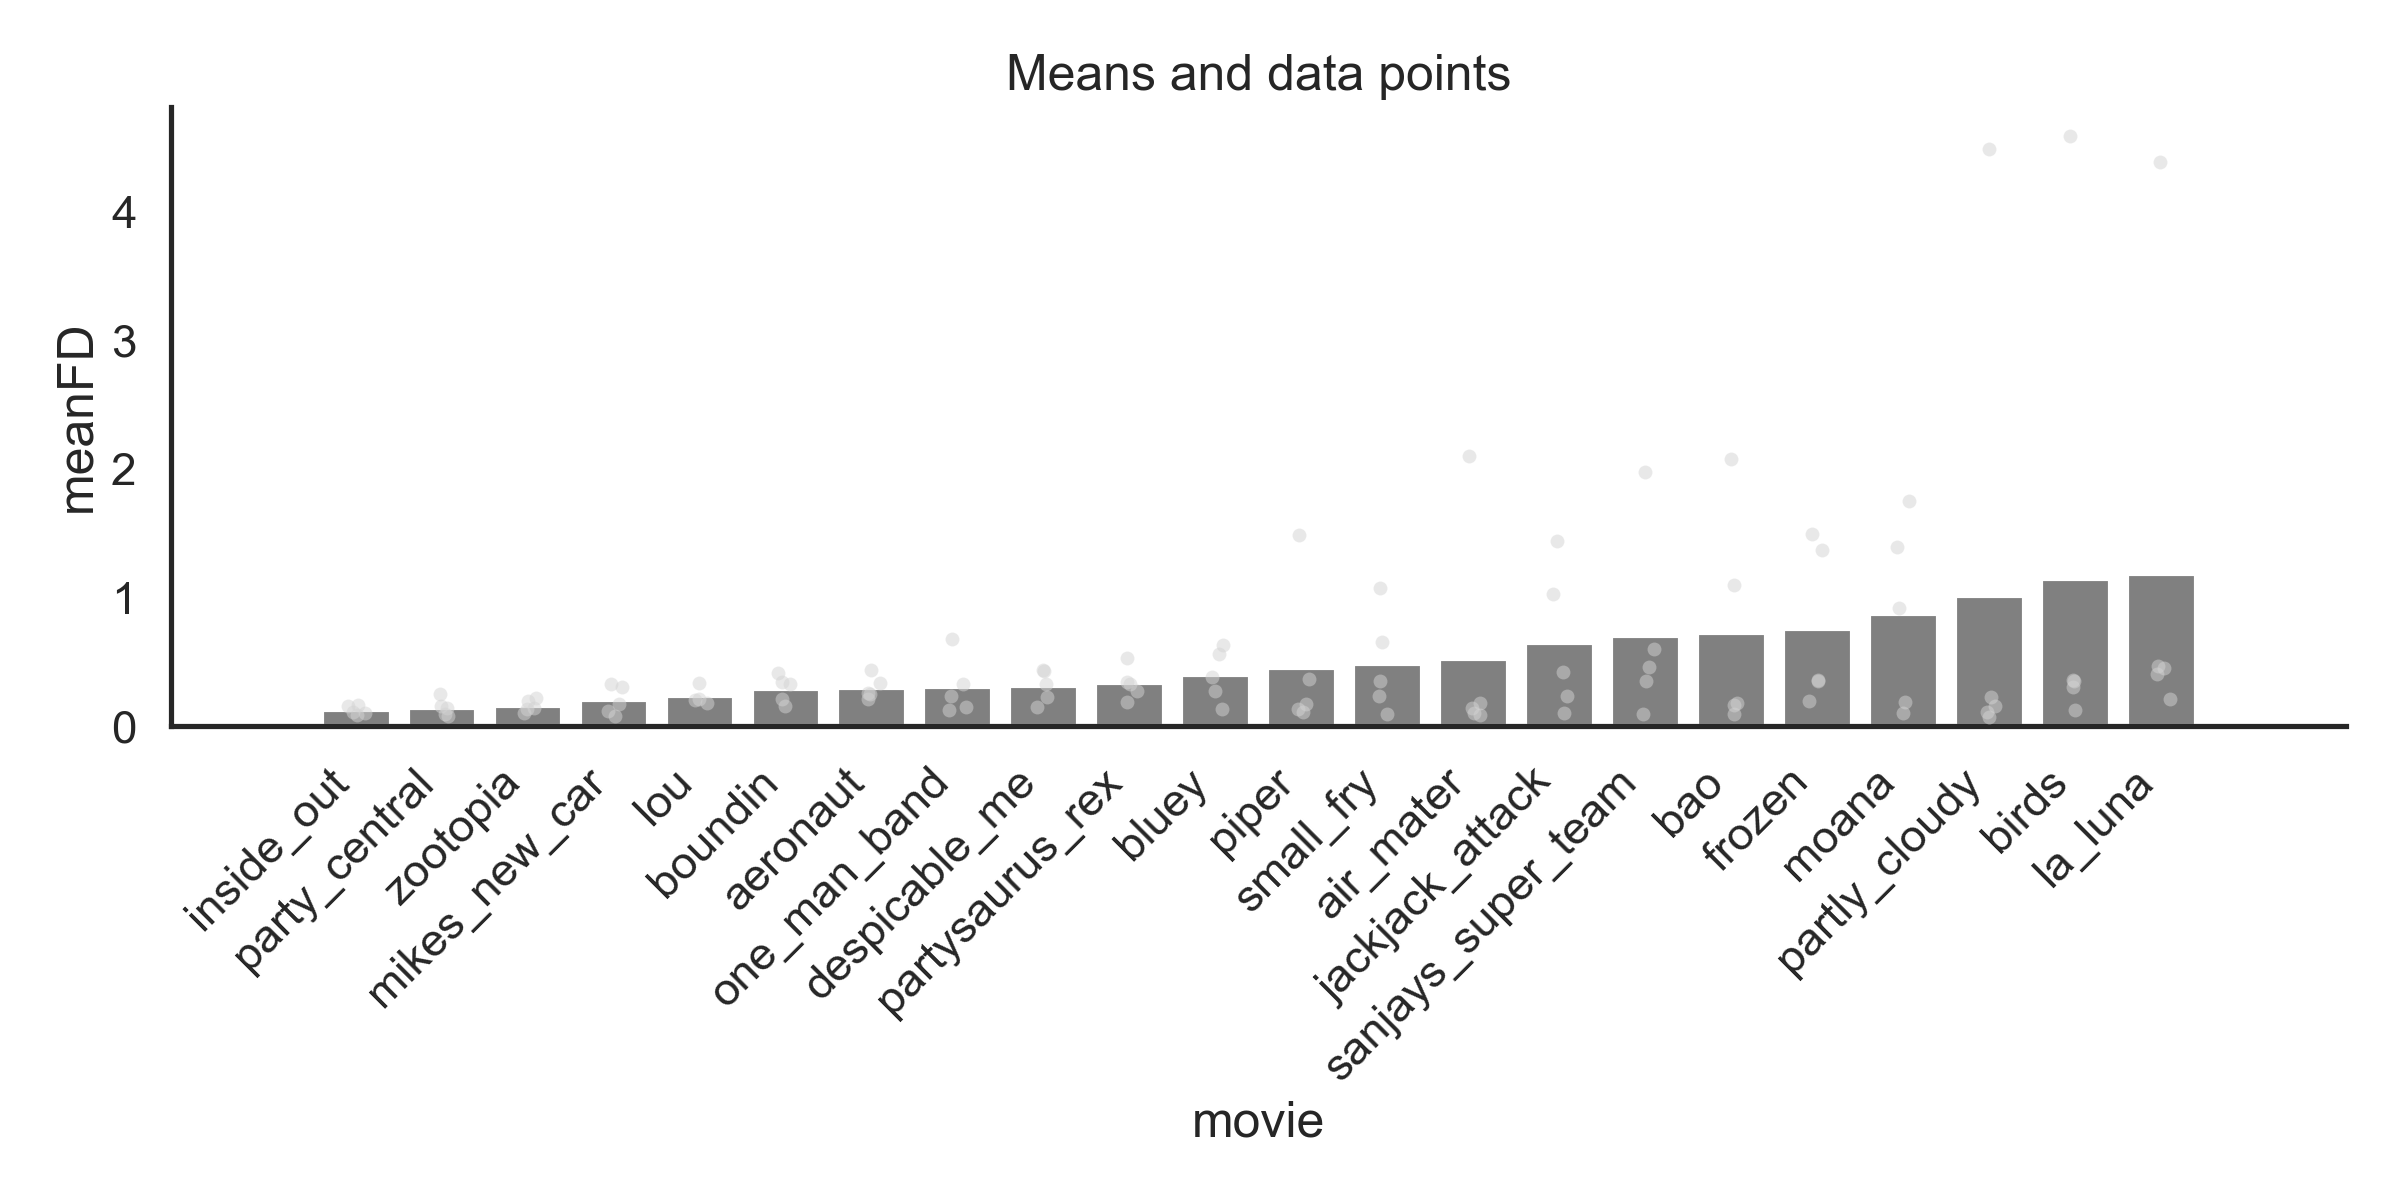 Means and data points
meanFD
4
3
2
1
0
inside_out
party_central
zootopia
mikes_new_car
lou
boundin
aeronaut
one_man_band
despicable_me
partysaurus_rex
bluey
piper
small_fry
air_mater
jackjack_attack
sanjays_super_team
bao
frozen
moana
partly_cloudy
birds
la_luna
movie